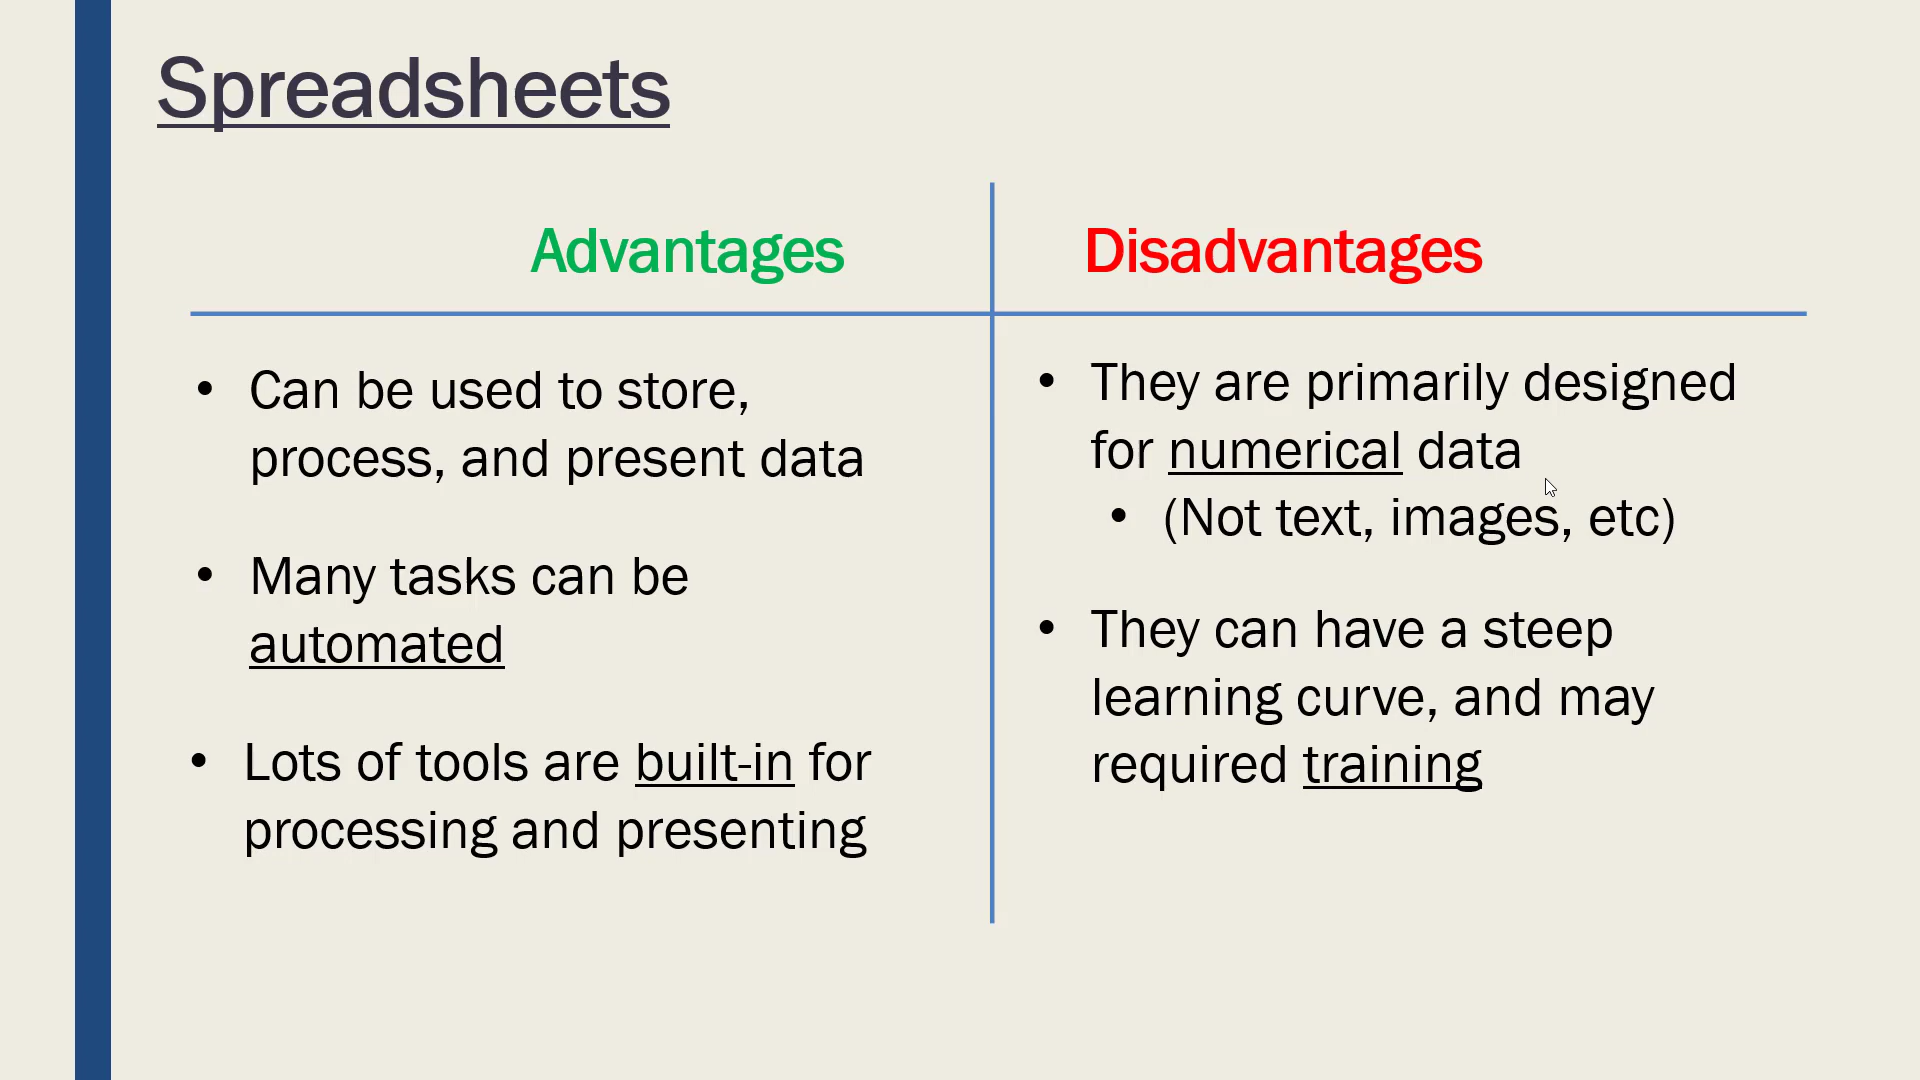 Spreadsheets
Advantages
• Can be used to store,
process, and present data
• Many tasks can be
automated
• Lots of tools are built-in for
processing and presenting
Disadvantages
• They are primarily designed
for numerical data
• (Not text, images, etc)
• They can have a steep
learning curve, and may
required training